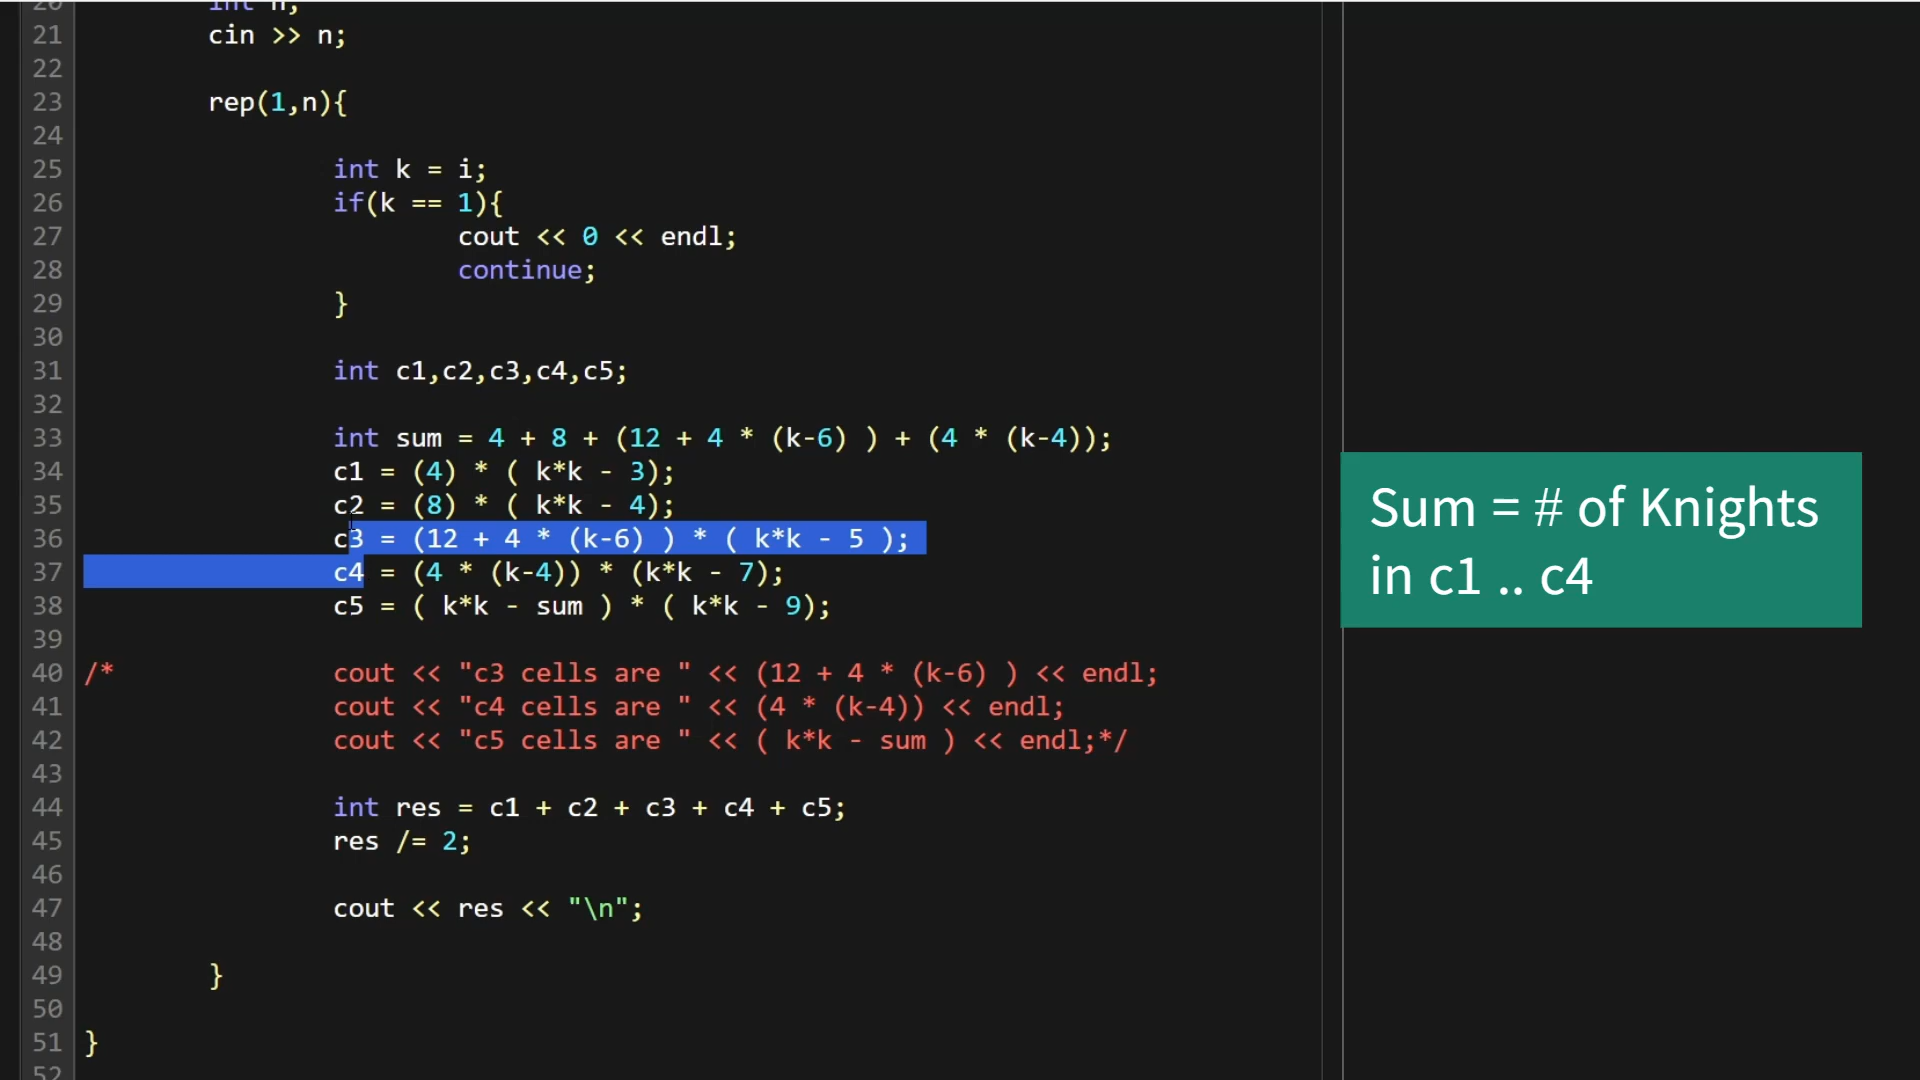 20 int n;
21 cin >> n;
22
23 rep(1,n){
24
25 int k = i;
26 if(k == 1){
27 cout << 0 << endl;
28 continue;
29 }
30
31 int c1,c2,c3,c4,c5;
32
33 int sum = 4 + 8 + (12 + 4 * (k-6) ) + (4 * (k-4));
34 c1 = (4) * ( k*k - 3);
35 c2 = (8) * ( k*k - 4);
36 c3 = (12 + 4 * (k-6) ) * ( k*k - 5 );
37 c4 = (4 * (k-4)) * (k*k - 7);
38 c5 = ( k*k - sum ) * ( k*k - 9);
39
40 /* cout << "c3 cells are " << (12 + 4 * (k-6) ) << endl;
41 cout << "c4 cells are " << (4 * (k-4)) << endl;
42 cout << "c5 cells are " << ( k*k - sum ) << endl;*/
43
44 int res = c1 + c2 + c3 + c4 + c5;
45 res /= 2;
46
47 cout << res << "\n";
48
49 }
50
51 }
52
Sum = # of Knights
in c1 .. c4